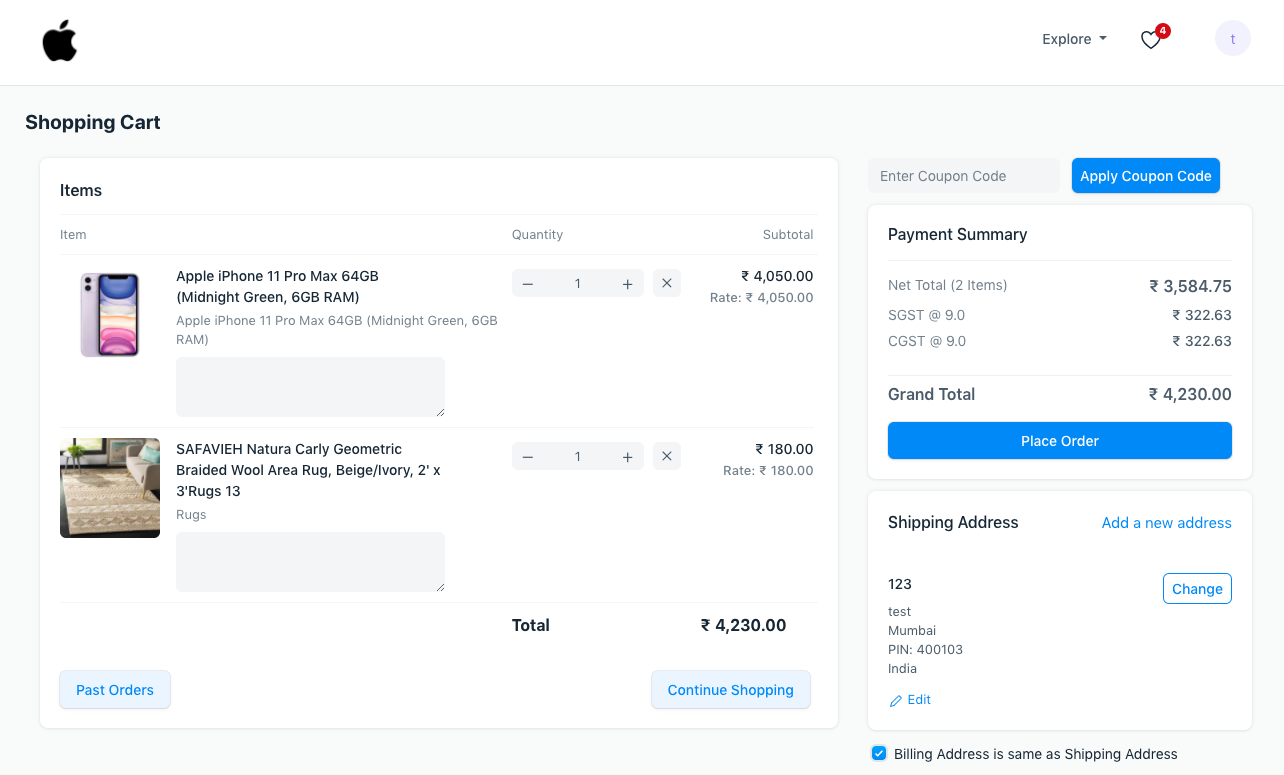 Explore
4
t
Shopping Cart
Items
Item Quantity Subtotal
Apple iPhone 11 Pro Max 64GB
(Midnight Green, 6GB RAM)
Apple iPhone 11 Pro Max 64GB (Midnight Green, 6GB
RAM)
1
₹ 4,050.00
Rate: ₹ 4,050.00
SAFAVIEH Natura Carly Geometric
Braided Wool Area Rug, Beige/Ivory, 2' x
3'Rugs 13
Rugs
1
₹ 180.00
Rate: ₹ 180.00
Total ₹ 4,230.00
Past Orders
Continue Shopping
Enter Coupon Code
Apply Coupon Code
Payment Summary
Net Total (2 Items) ₹ 3,584.75
SGST @ 9.0 ₹ 322.63
CGST @ 9.0 ₹ 322.63
Grand Total ₹ 4,230.00
Place Order
Shipping Address
Add a new address
123
Change
test
Mumbai
PIN: 400103
India
Edit
Billing Address is same as Shipping Address